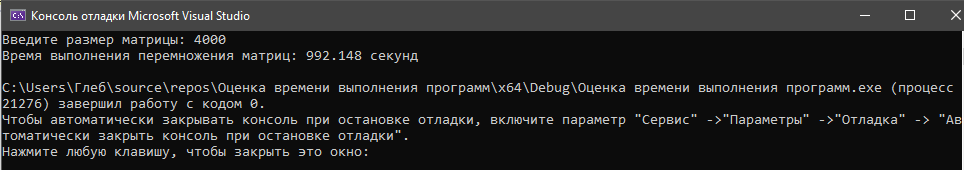 Консоль отладки Microsoft Visual Studio
Введите размер матрицы: 4000
Время выполнения перемножения матриц: 992.148 секунд
C:\Users\Глеб\source\repos\Оценка времени выполнения программ\x64\Debug\Оценка времени выполнения программ.exe (процесс
21276) завершил работу с кодом 0.
Чтобы автоматически закрывать консоль при остановке отладки, включите параметр "Сервис" ->"Параметры" ->"Отладка" -> "Ав
томатически закрыть консоль при остановке отладки".
Нажмите любую клавишу, чтобы закрыть это окно: